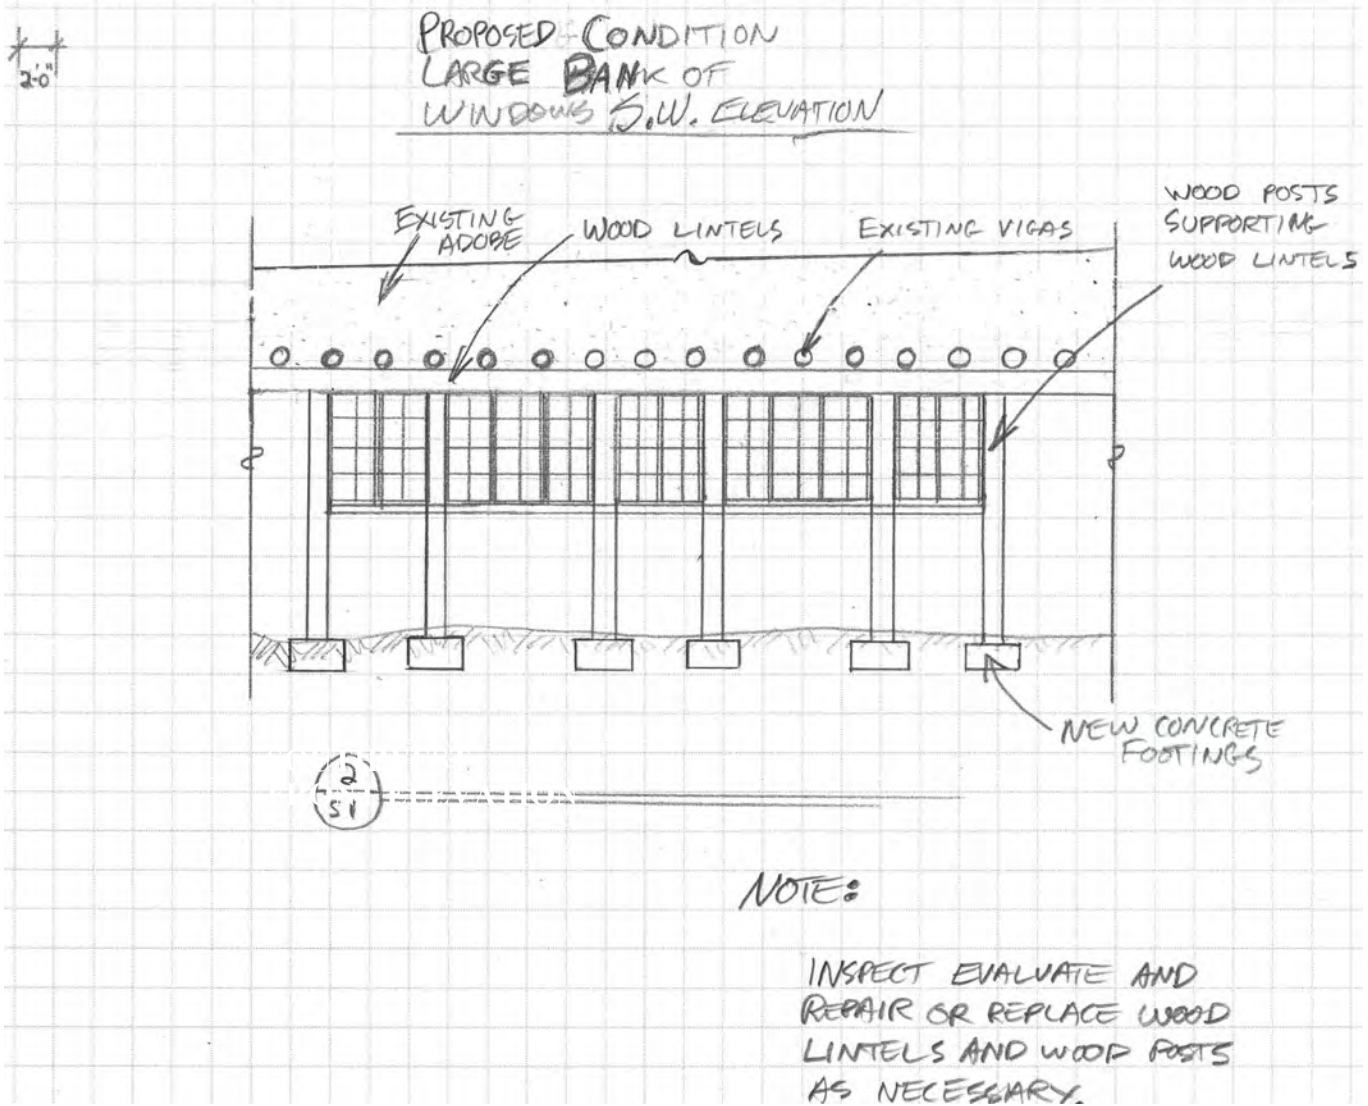 2'-0"
PROPOSED CONDITION
LARGE BANK OF
WINDOWS S.W. ELEVATION
WOOD POSTS
SUPPORTING
WOOD LINTELS
EXISTING
ADOBE
WOOD LINTELS
EXISTING VIGAS
NEW CONCRETE
FOOTINGS
2
S1
ELEVATION
NOTE:
INSPECT EVALUATE AND
REPAIR OR REPLACE WOOD
LINTELS AND WOOD POSTS
AS NECESSARY.